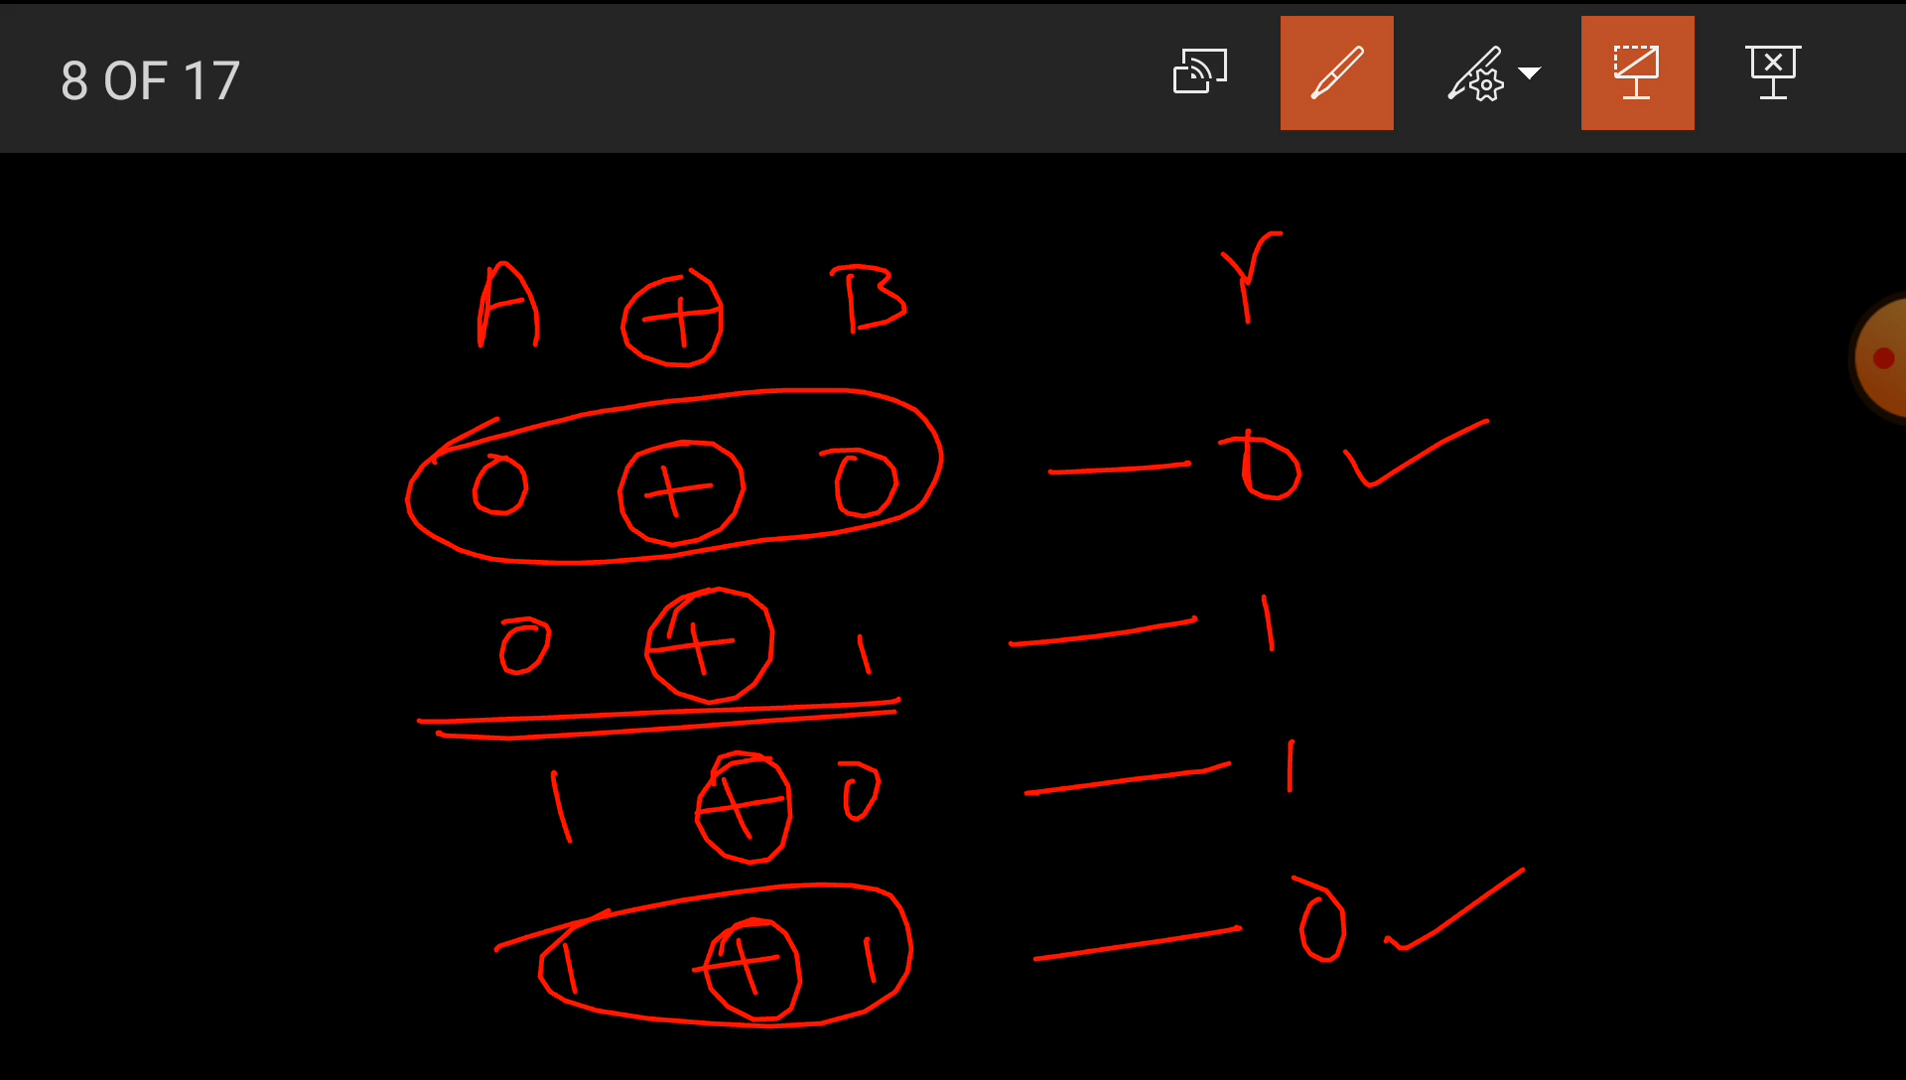 8 OF 17
A ⊕ B Y
0 ⊕ 0 — 0 ✓
0 ⊕ 1 — 1
1 ⊕ 0 — 1
1 ⊕ 1 — 0 ✓